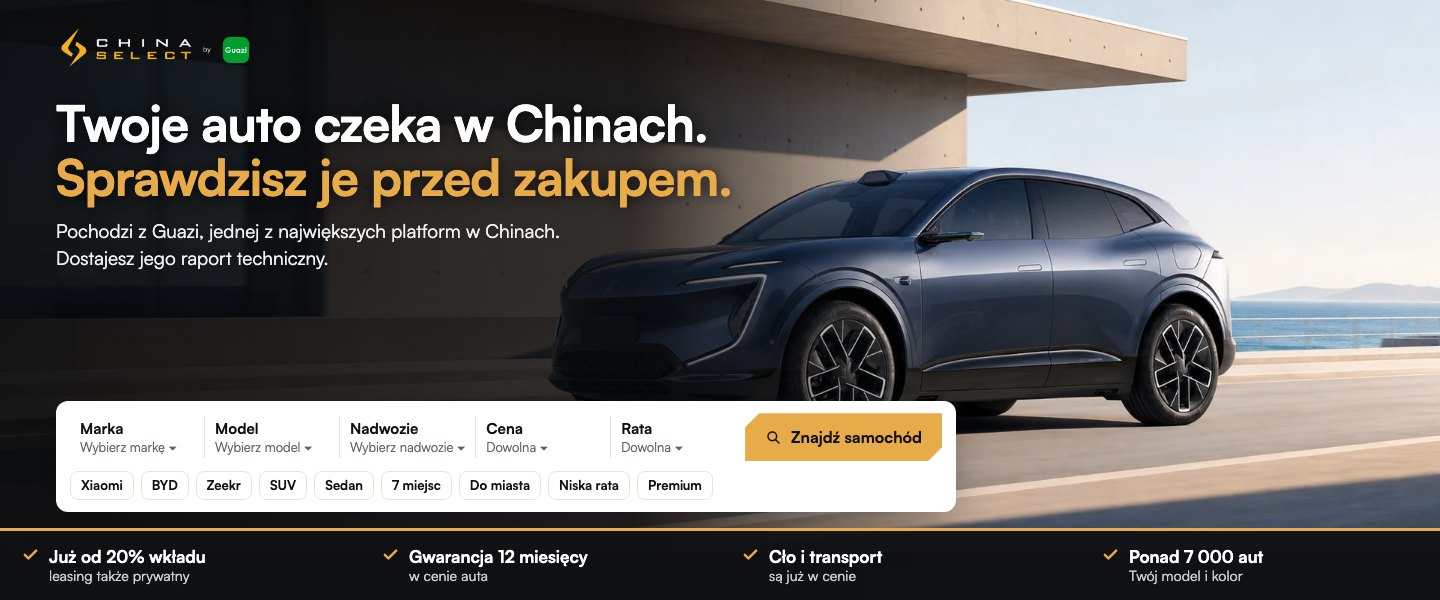 CHINA
SELECT
by
Guazi
Twoje auto czeka w Chinach.
Sprawdzisz je przed zakupem.
Pochodzi z Guazi, jednej z największych platform w Chinach.
Dostajesz jego raport techniczny.
Marka
Wybierz markę
Model
Wybierz model
Nadwozie
Wybierz nadwozie
Cena
Dowolna
Rata
Dowolna
Znajdź samochód
Xiaomi
BYD
Zeekr
SUV
Sedan
7 miejsc
Do miasta
Niska rata
Premium
Już od 20% wkładu
leasing także prywatny
Gwarancja 12 miesięcy
w cenie auta
Cło i transport
są już w cenie
Ponad 7 000 aut
Twój model i kolor